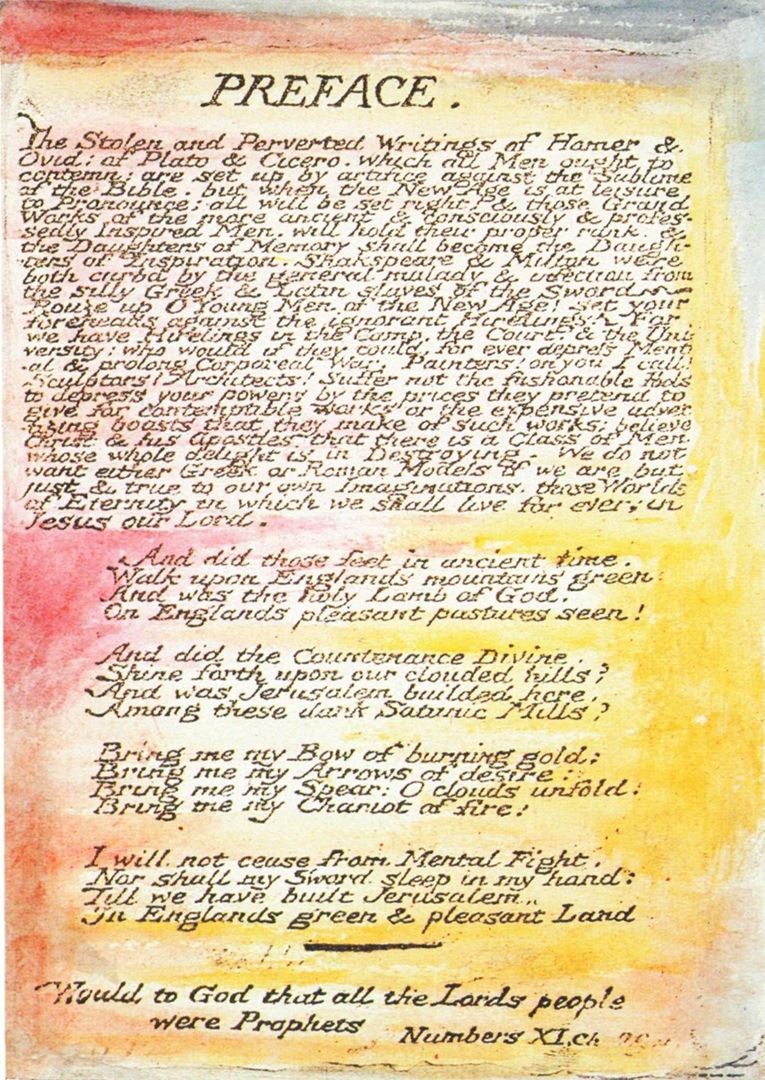 PREFACE.
The Stolen and Perverted Writings of Homer &
Ovid: of Plato & Cicero. which all Men ought to
contemn: are set up by artifice against the Sublime
of the Bible. but when the New Age is at leisure
to Pronounce; all will be set right: & those Grand
Works of the more ancient & consciously & profes-
sedly Inspired Men, will hold their proper rank, &
the Daughters of Memory shall become the Daugh-
ters of Inspiration. Shakspeare & Milton were
both curbd by the general malady & infection from
the silly Greek & Latin slaves of the Sword.
Rouze up O Young Men of the New Age! set your
foreheads against the ignorant Hirelings! For
we have Hirelings in the Camp, the Court, & the Uni
versity: who would if they could, for ever depress Ment
-al & prolong Corporeal War. Painters! on you I call!
Sculptors! Architects! Suffer not the fashonable Fools
to depress your powers by the prices they pretend to
give for contemptible works or the expensive adver
tizing boasts that they make of such works; believe
Christ & his Apostles that there is a Class of Men
whose whole delight is in Destroying. We do not
want either Greek or Roman Models if we are but
just & true to our own Imaginations, those Worlds
of Eternity in which we shall live for ever; in
Jesus our Lord.
And did those feet in ancient time.
Walk upon Englands mountains green:
And was the holy Lamb of God,
On Englands pleasant pastures seen!
And did the Countenance Divine,
Shine forth upon our clouded hills?
And was Jerusalem builded here,
Among these dark Satanic Mills?
Bring me my Bow of burning gold:
Bring me my Arrows of desire:
Bring me my Spear: O clouds unfold!
Bring me my Chariot of fire!
I will not cease from Mental Fight,
Nor shall my Sword sleep in my hand:
Till we have built Jerusalem,
In Englands green & pleasant Land
Would to God that all the Lords people
were Prophets Numbers XI.ch